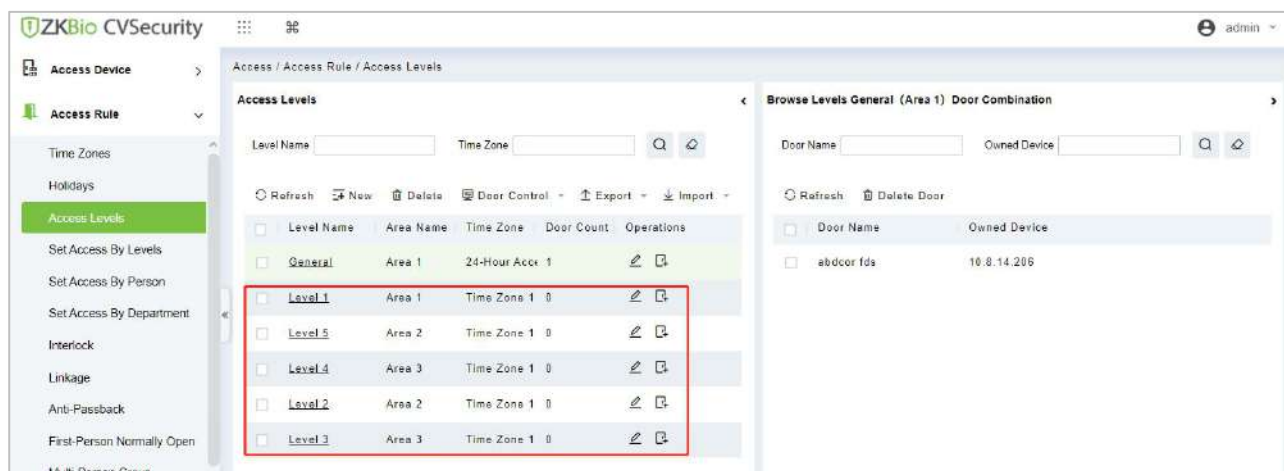 ZKBio CVSecurity
admin
Access Device
Access Rule
Time Zones
Holidays
Access Levels
Set Access By Levels
Set Access By Person
Set Access By Department
Interlock
Linkage
Anti-Passback
First-Person Normally Open
Access / Access Rule / Access Levels
Access Levels
Level Name Time Zone
Refresh New Delete Door Control Export Import
Level Name Area Name Time Zone Door Count Operations
General Area 1 24-Hour Acce 1
Level 1 Area 1 Time Zone 1 0
Level 5 Area 2 Time Zone 1 0
Level 4 Area 3 Time Zone 1 0
Level 2 Area 2 Time Zone 1 0
Level 3 Area 3 Time Zone 1 0
Browse Levels General (Area 1) Door Combination
Door Name Owned Device
Refresh Delete Door
Door Name Owned Device
abdcor fds 10.8.14.206